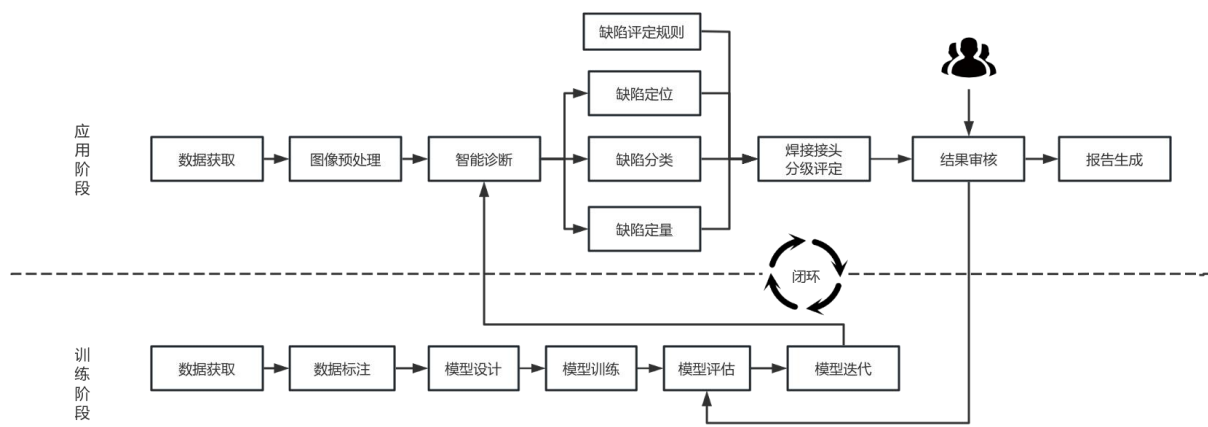 缺陷评定规则
缺陷定位
应用阶段
数据获取
图像预处理
智能诊断
缺陷分类
焊接接头
分级评定
结果审核
报告生成
缺陷定量
闭环
训练阶段
数据获取
数据标注
模型设计
模型训练
模型评估
模型迭代